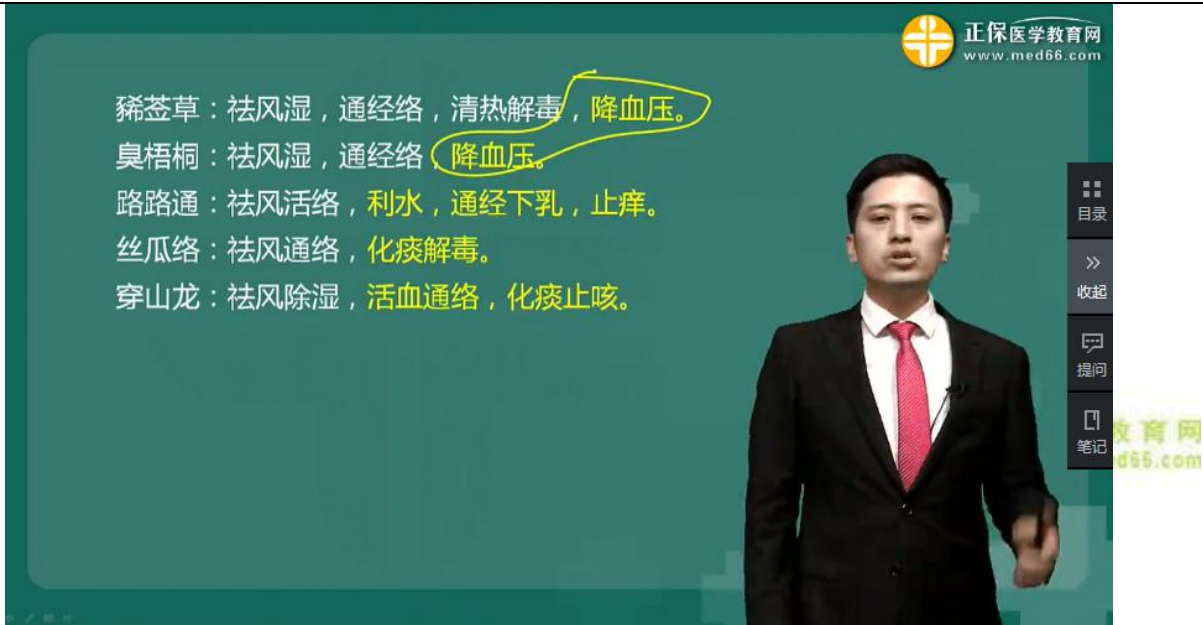 正保医学教育网
www.med66.com
豨莶草：祛风湿，通经络，清热解毒，降血压。
臭梧桐：祛风湿，通经络，降血压。
路路通：祛风活络，利水，通经下乳，止痒。
丝瓜络：祛风通络，化痰解毒。
穿山龙：祛风除湿，活血通络，化痰止咳。
目录
收起
提问
笔记
教育网
d66.com